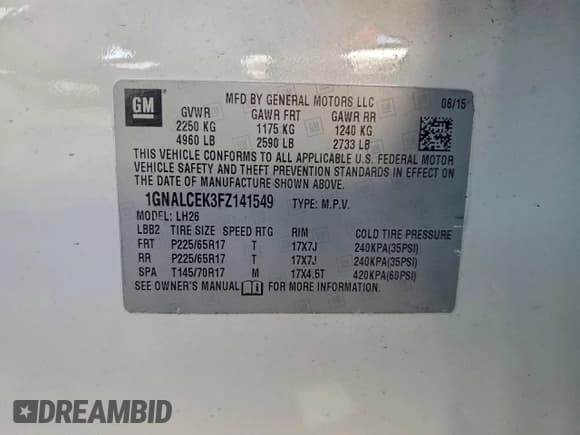 GM
MFD BY GENERAL MOTORS LLC 06/15
GVWR GAWR FRT GAWR RR
2250 KG 1175 KG 1240 KG
4960 LB 2590 LB 2733 LB
THIS VEHICLE CONFORMS TO ALL APPLICABLE U.S. FEDERAL MOTOR
VEHICLE SAFETY AND THEFT PREVENTION STANDARDS IN EFFECT ON
THE DATE OF MANUFACTURE SHOWN ABOVE.
1GNALCEK3FZ141549 TYPE: M.P.V.
MODEL: LH26
LBB2 TIRE SIZE SPEED RTG RIM COLD TIRE PRESSURE
FRT P225/65R17 T 17X7J 240KPA(35PSI)
RR P225/65R17 T 17X7J 240KPA(35PSI)
SPA T145/70R17 M 17X4.5T 420KPA(60PSI)
SEE OWNER'S MANUAL FOR MORE INFORMATION.
DREAMBID